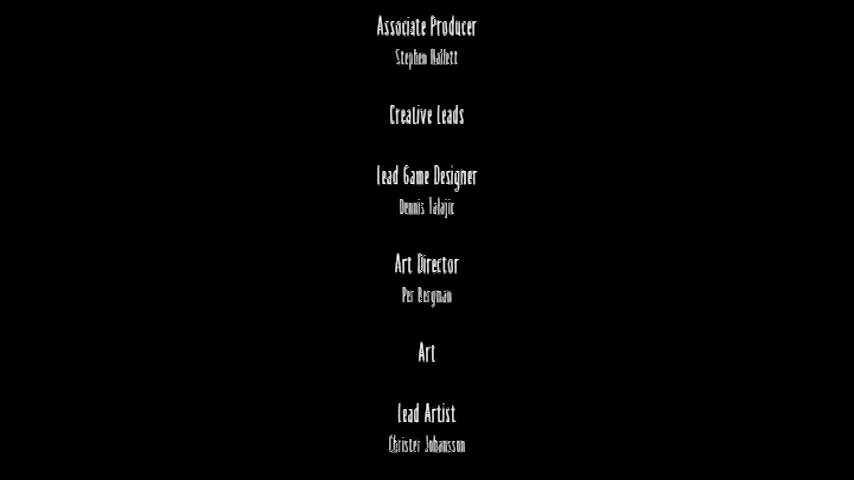 Associate Producer
Stephen Hallett
Creative Leads
Lead Game Designer
Dennis Talajic
Art Director
Per Bergman
Art
Lead Artist
Christer Johansson